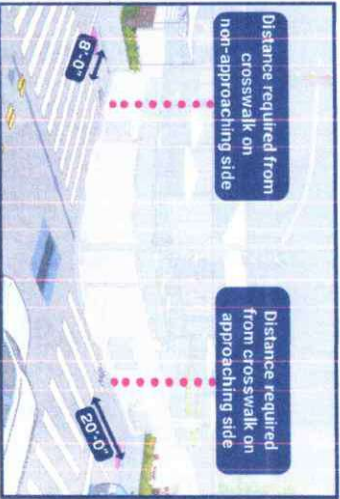 Distance required from
crosswalk on
non-approaching side
8'-0"
Distance required
from crosswalk on
approaching side
20'-0"